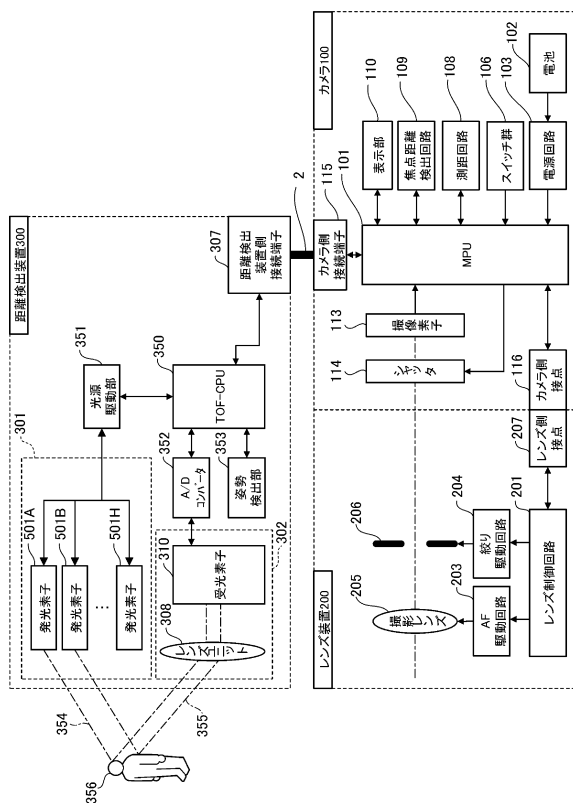 距離検出装置300
301
501A
発光素子
501B
発光素子
…
501H
発光素子
351
光源
駆動部
350
TOF-CPU
307
距離検出
装置側
接続端子
352
A/D
コンバータ
353
姿勢
検出部
302
310
受光素子
308
レンズユニット
354
355
356
2
カメラ100
115
カメラ側
接続端子
101
MPU
110
表示部
109
焦点距離
検出回路
108
測距回路
106
スイッチ群
103
電源回路
102
電池
113
撮像素子
114
シャッタ
116
カメラ側
接点
レンズ装置200
207
レンズ側
接点
206
205
撮影レンズ
204
絞り
駆動回路
203
AF
駆動回路
201
レンズ制御回路